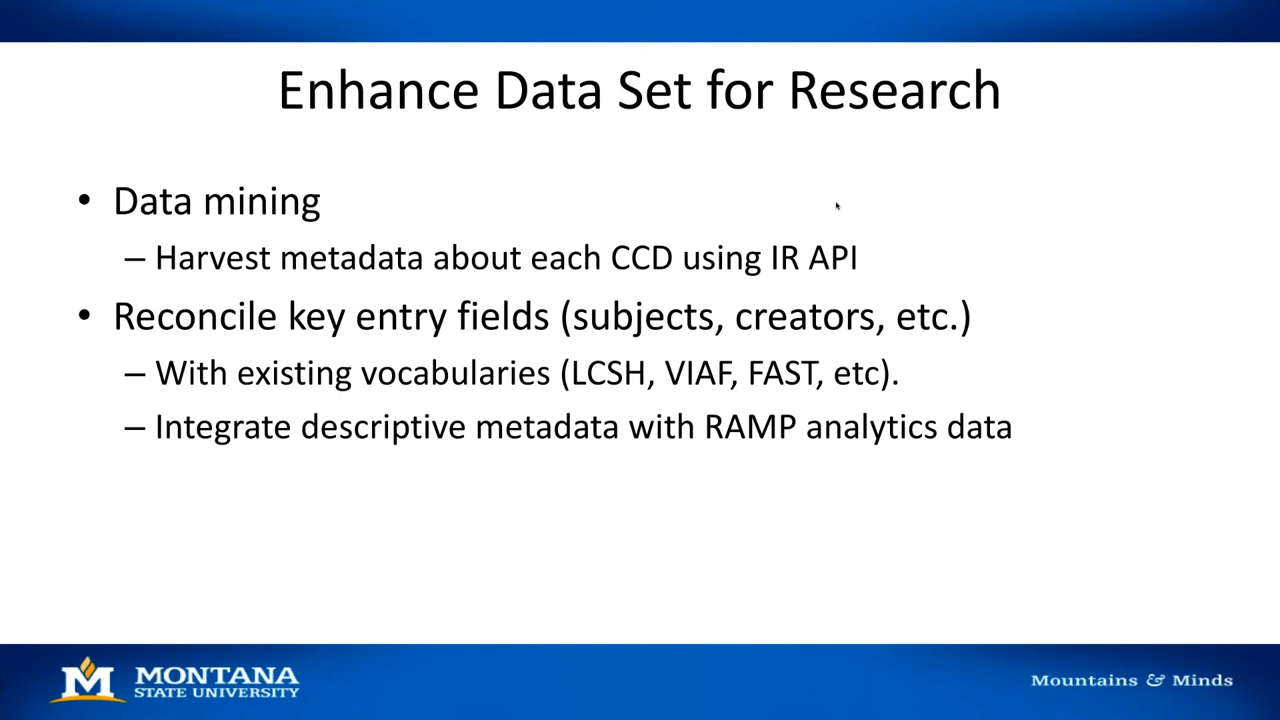 Enhance Data Set for Research
• Data mining
– Harvest metadata about each CCD using IR API
• Reconcile key entry fields (subjects, creators, etc.)
– With existing vocabularies (LCSH, VIAF, FAST, etc).
– Integrate descriptive metadata with RAMP analytics data
M MONTANA
STATE UNIVERSITY
Mountains & Minds